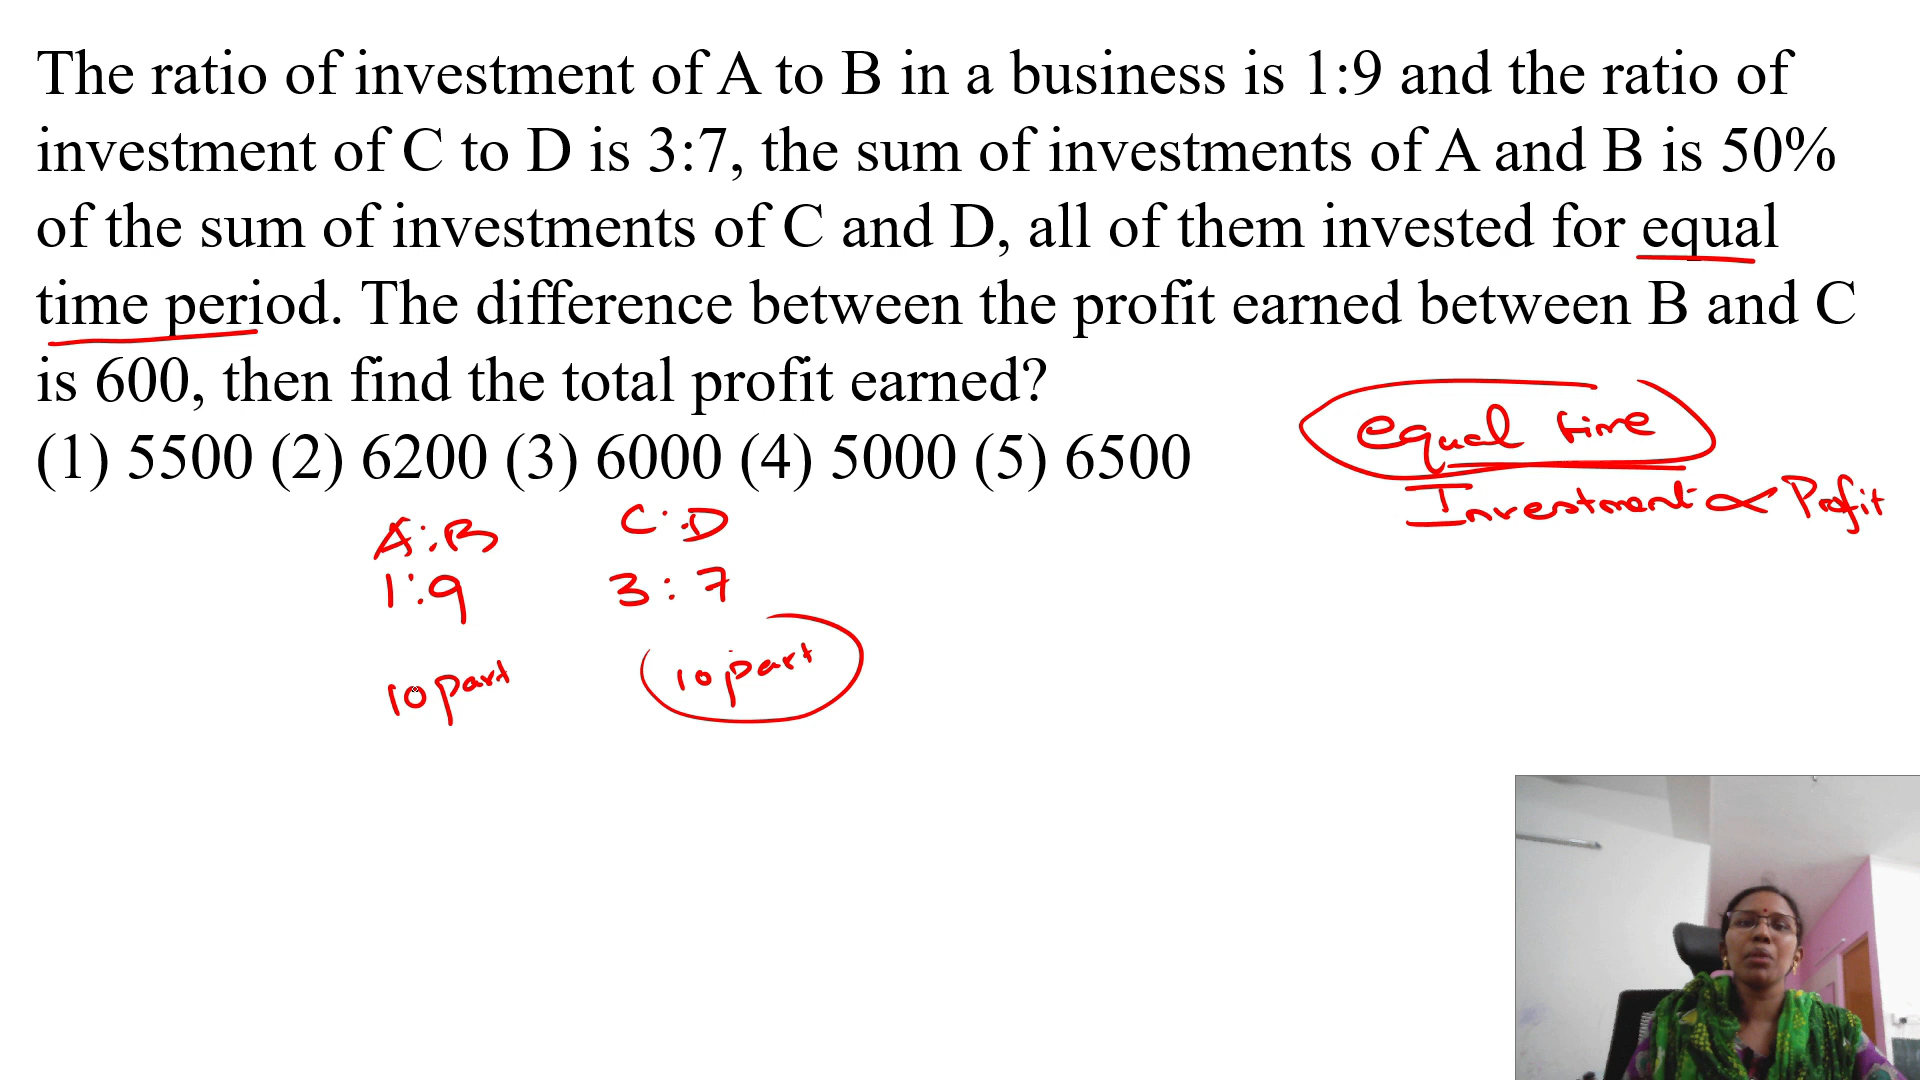 The ratio of investment of A to B in a business is 1:9 and the ratio of
investment of C to D is 3:7, the sum of investments of A and B is 50%
of the sum of investments of C and D, all of them invested for equal
time period. The difference between the profit earned between B and C
is 600, then find the total profit earned?
(1) 5500 (2) 6200 (3) 6000 (4) 5000 (5) 6500
equal time
Investment ∝ Profit
A:B C:D
1:9 3:7
10 part 10 part